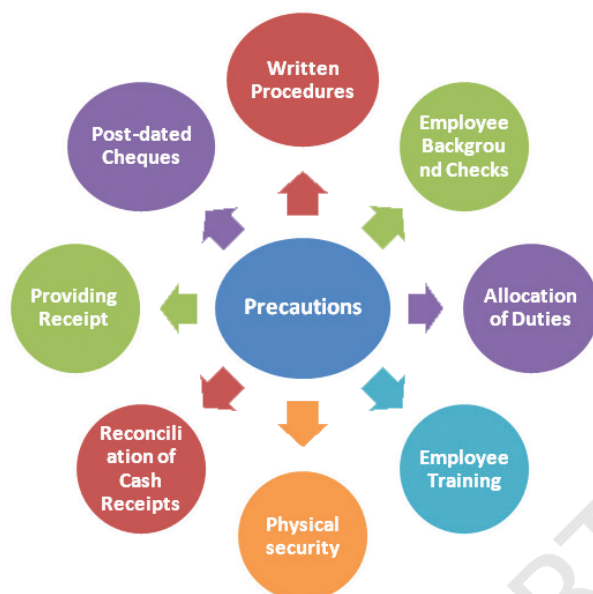 Written
Procedures
Employee
Backgrou
nd Checks
Allocation
of Duties
Employee
Training
Physical
security
Reconcili
ation of
Cash
Receipts
Providing
Receipt
Post-dated
Cheques
Precautions